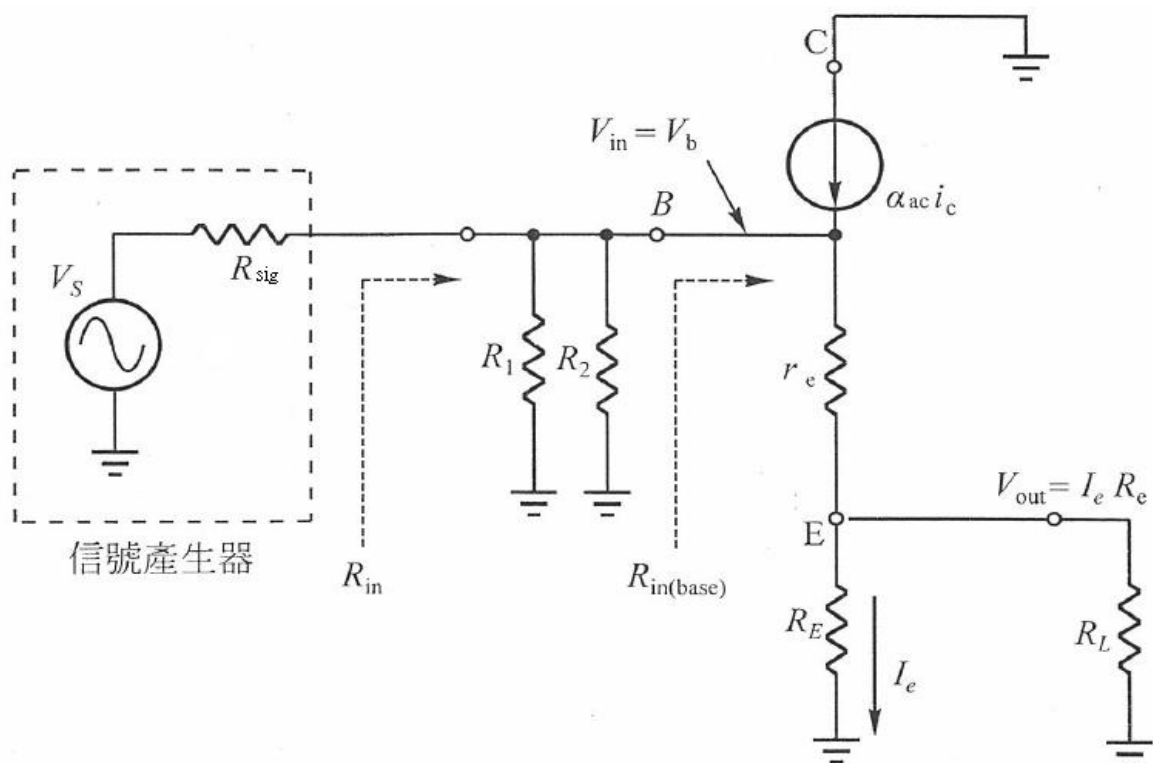 C
V_in = V_b
α_ac i_c
B
R_sig
V_S
R_1
R_2
r_e
V_out = I_e R_e
E
信號產生器
R_in
R_in(base)
R_E
I_e
R_L